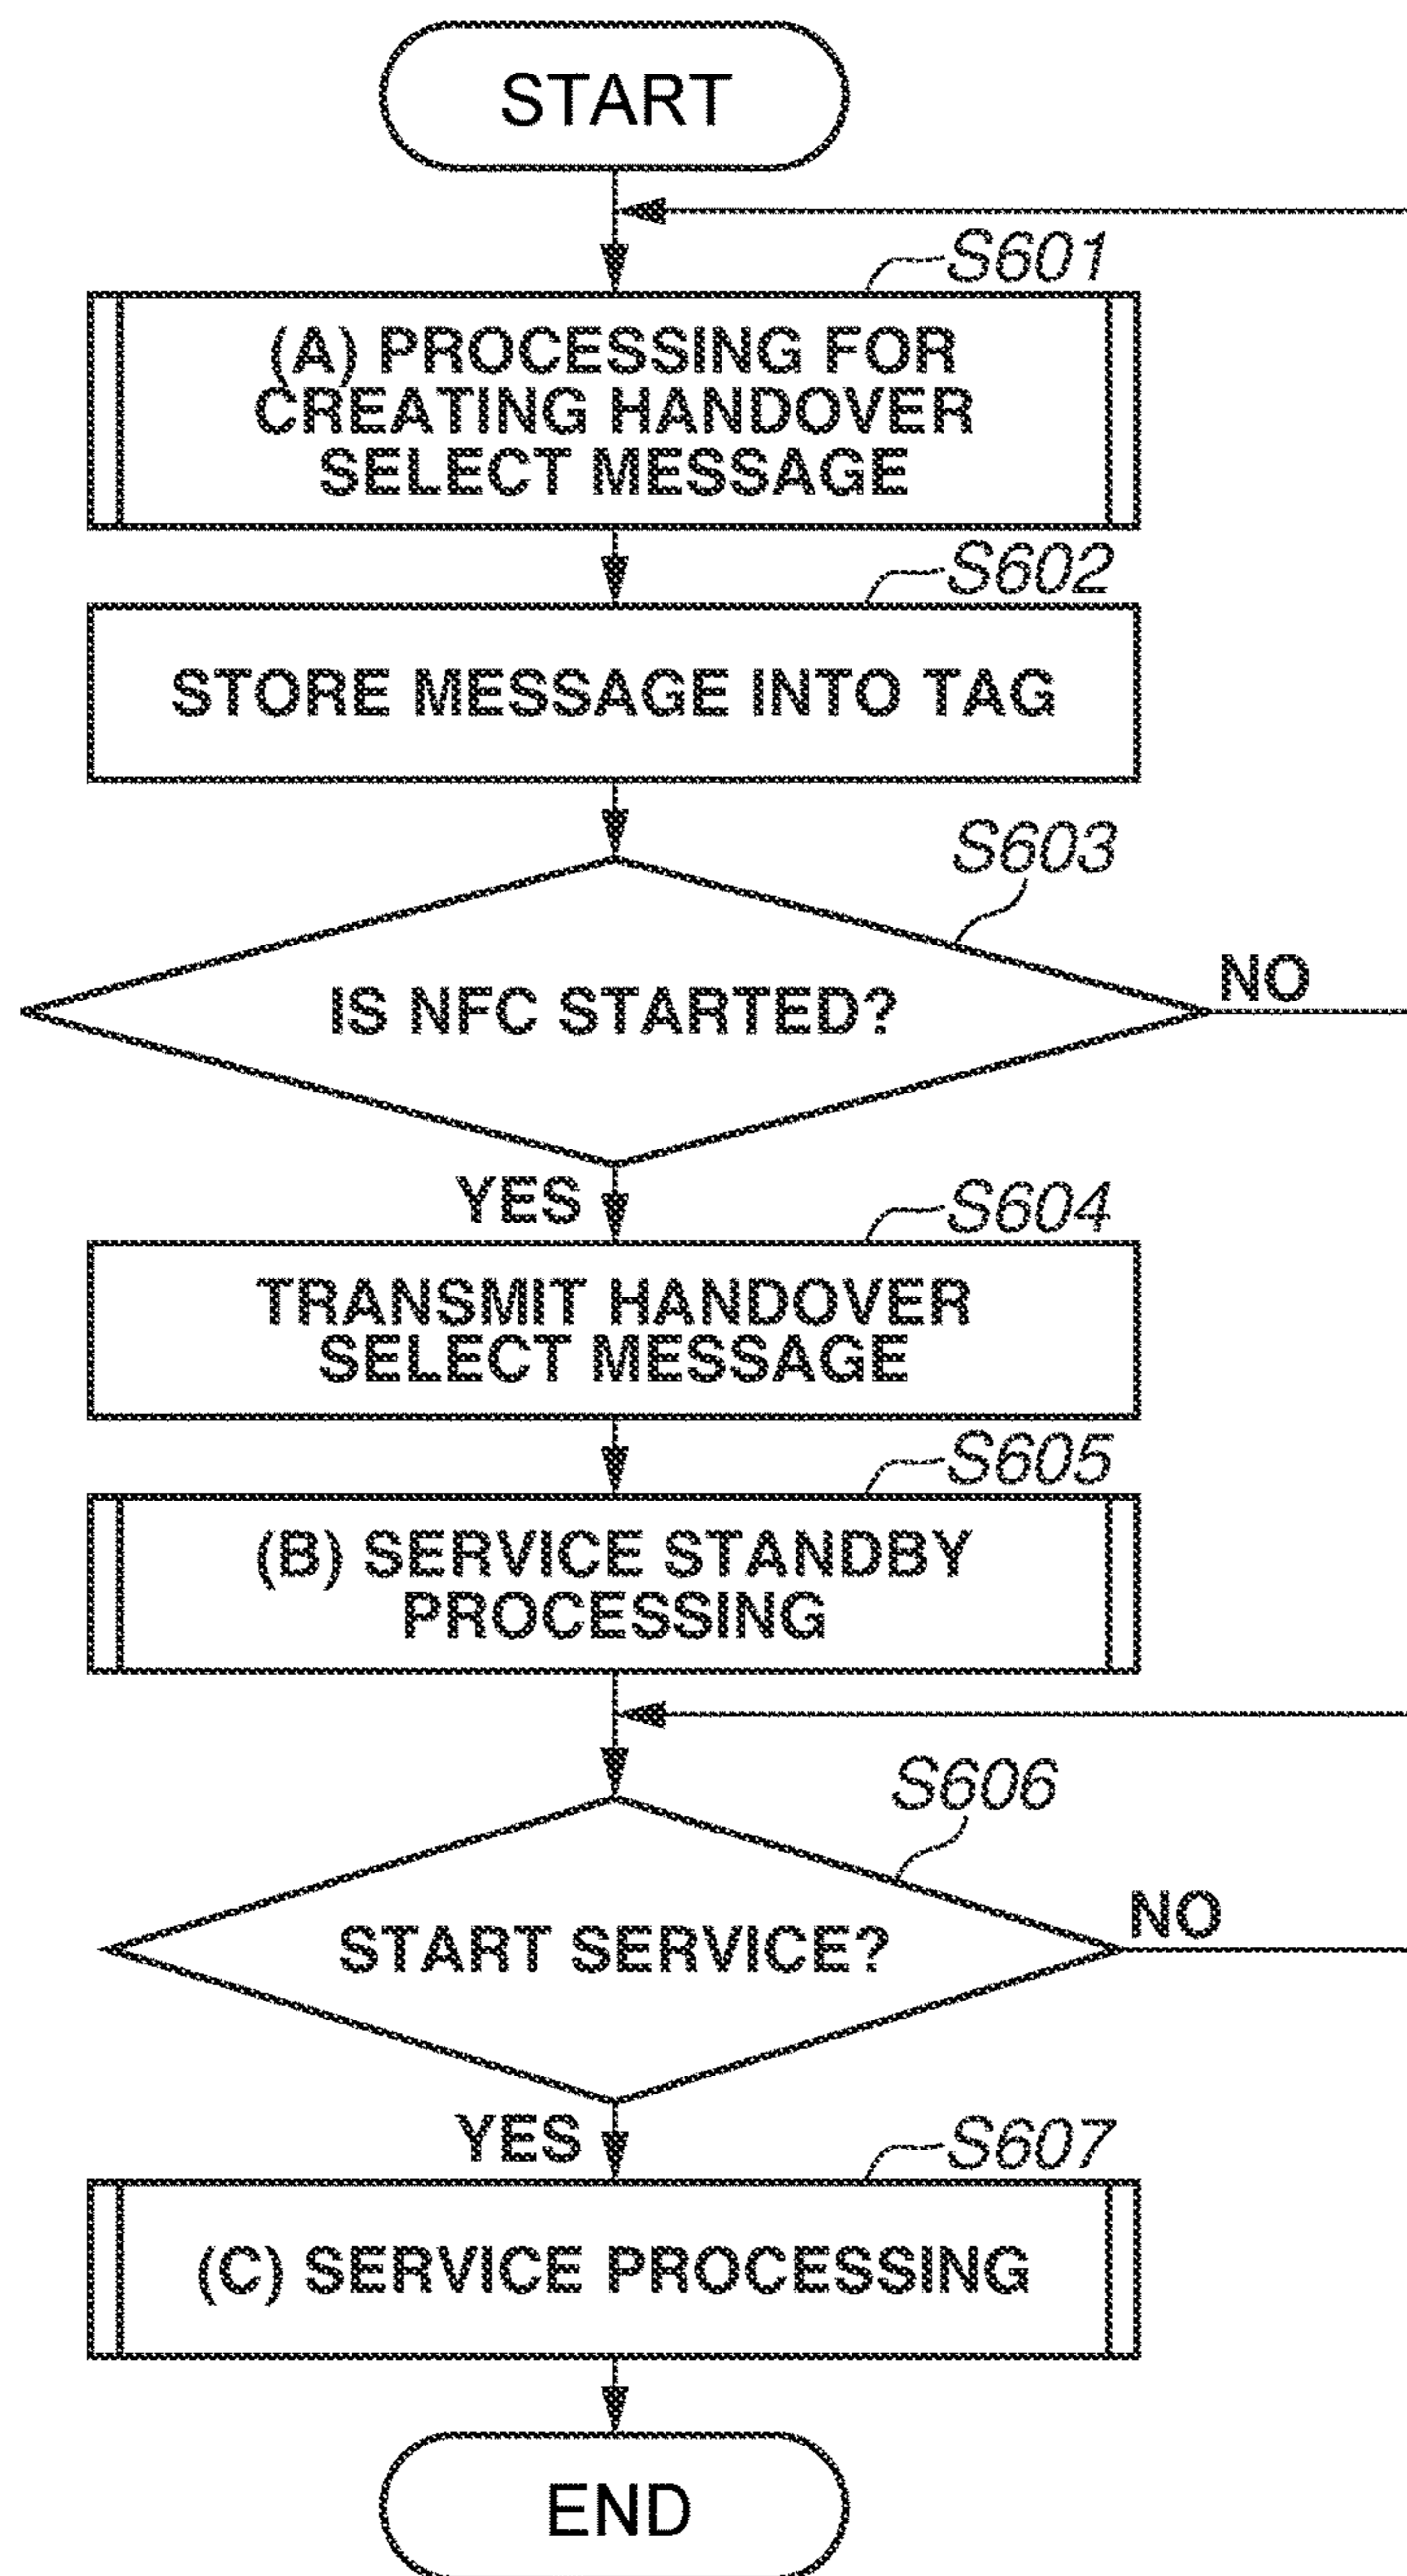 START
S601
(A) PROCESSING FOR
CREATING HANDOVER
SELECT MESSAGE
S602
STORE MESSAGE INTO TAG
S603
IS NFC STARTED?
NO
YES
S604
TRANSMIT HANDOVER
SELECT MESSAGE
S605
(B) SERVICE STANDBY
PROCESSING
S606
START SERVICE?
NO
YES
S607
(C) SERVICE PROCESSING
END